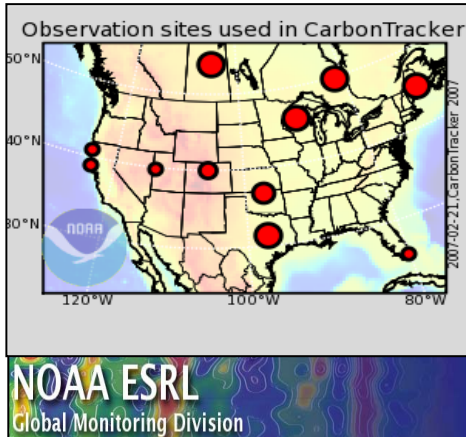 Observation sites used in CarbonTracker
50°N
40°N
30°N
NOAA
120°W
100°W
80°W
2007-02-21,CarbonTracker 2007
NOAA ESRL
Global Monitoring Division